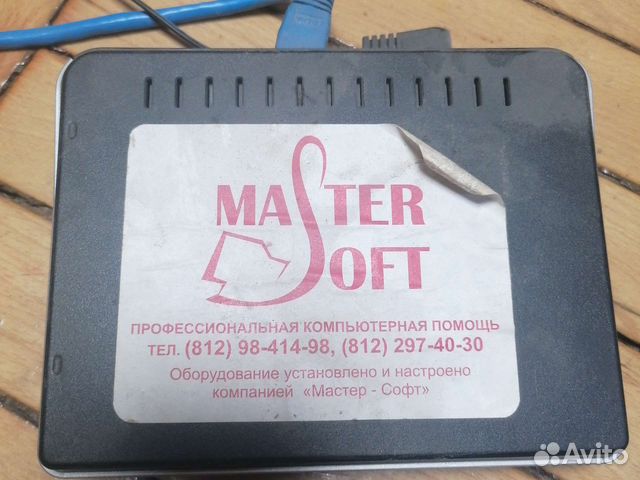 MASTER
SOFT
ПРОФЕССИОНАЛЬНАЯ КОМПЬЮТЕРНАЯ ПОМОЩЬ
ТЕЛ. (812) 98-414-98, (812) 297-40-30
Оборудование установлено и настроено
компанией «Мастер - Софт»
Avito